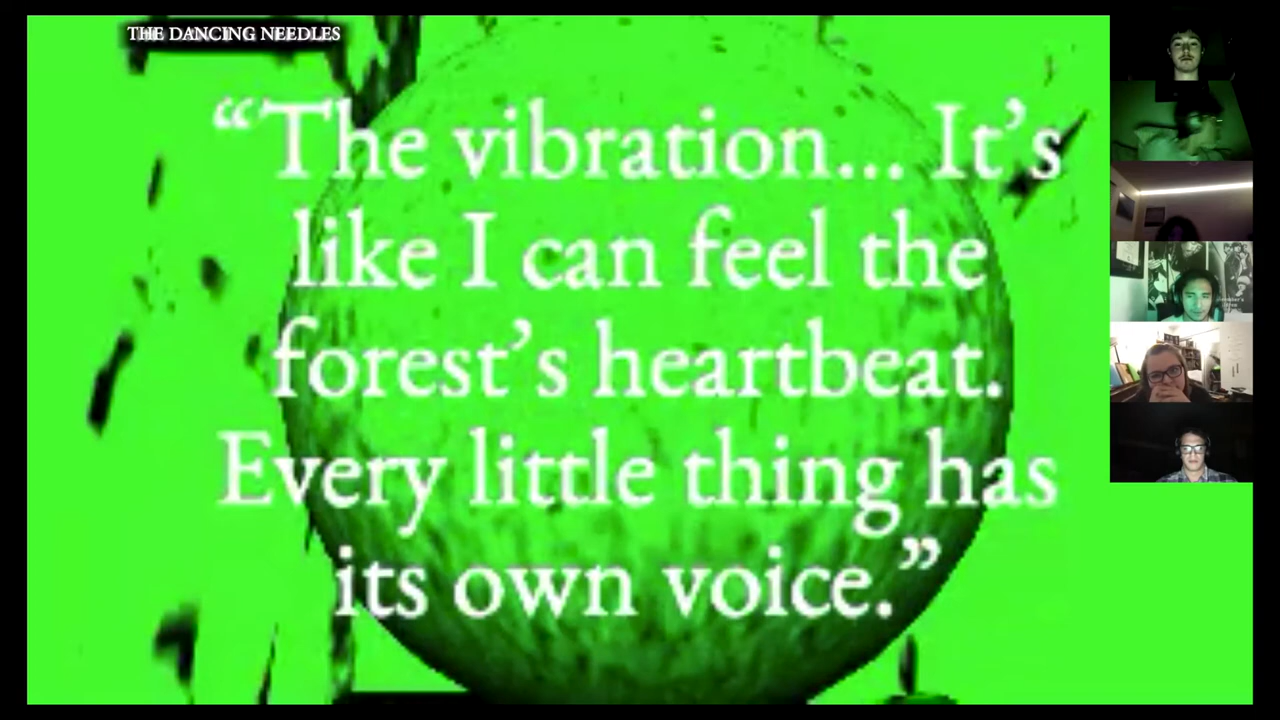 THE DANCING NEEDLES
“The vibration... It’s
like I can feel the
forest’s heartbeat.
Every little thing has
its own voice.”